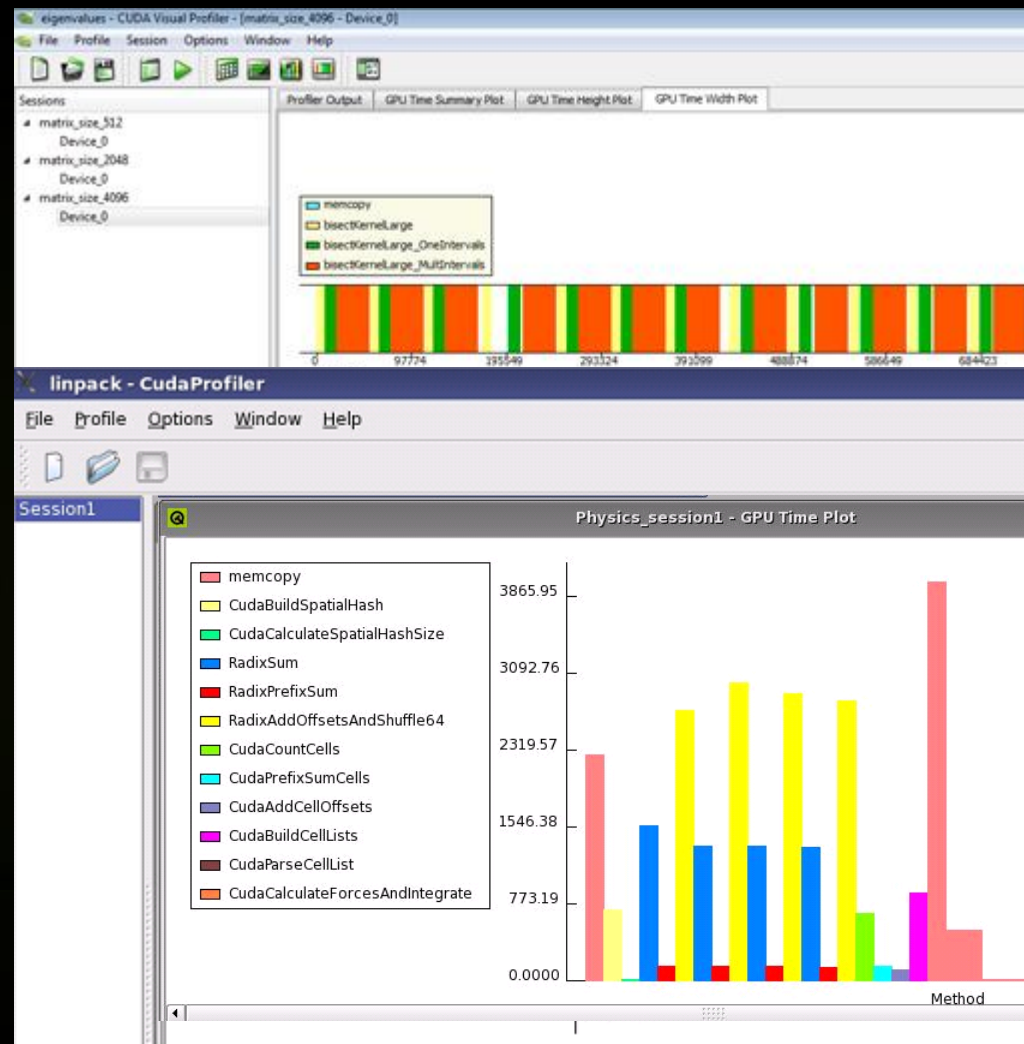 eigenvalues - CUDA Visual Profiler - [matrix_size_4096 - Device_0]
File Profile Session Options Window Help
Sessions
matrix_size_512
Device_0
matrix_size_2048
Device_0
matrix_size_4096
Device_0
Profiler Output GPU Time Summary Plot GPU Time Height Plot GPU Time Width Plot
memcopy
bisectKernelLarge
bisectKernelLarge_OneIntervals
bisectKernelLarge_MultIntervals
0 97774 195549 293324 391099 488874 586649 684423
linpack - CudaProfiler
File Profile Options Window Help
Session1
Physics_session1 - GPU Time Plot
memcopy
CudaBuildSpatialHash
CudaCalculateSpatialHashSize
RadixSum
RadixPrefixSum
RadixAddOffsetsAndShuffle64
CudaCountCells
CudaPrefixSumCells
CudaAddCellOffsets
CudaBuildCellLists
CudaParseCellList
CudaCalculateForcesAndIntegrate
3865.95
3092.76
2319.57
1546.38
773.19
0.0000
Method